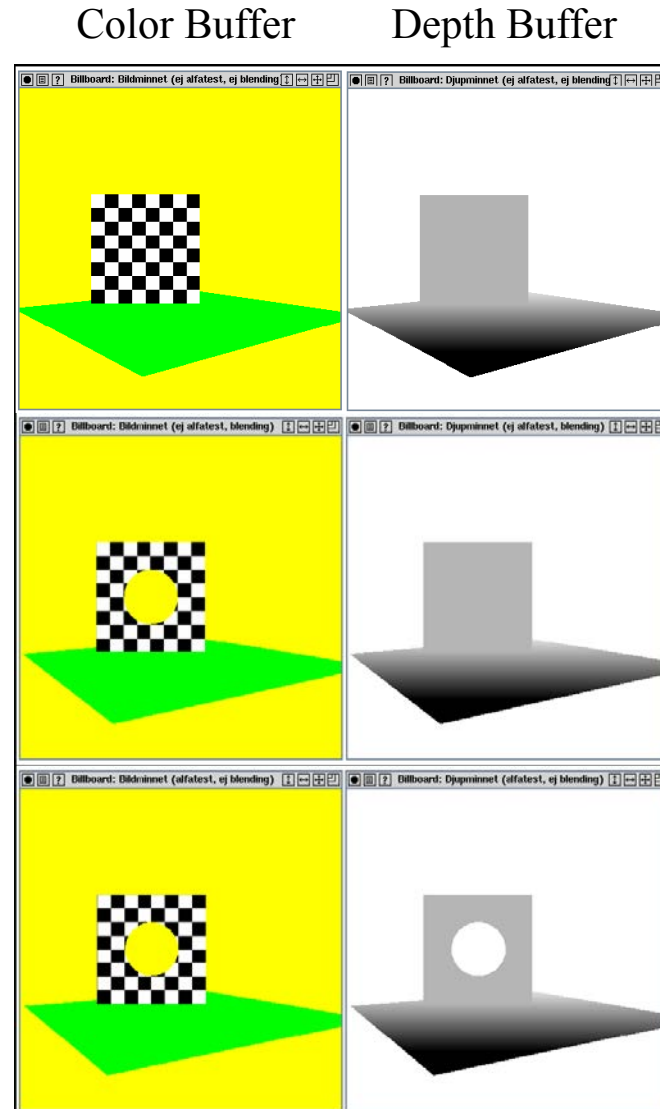 Color Buffer Depth Buffer
Billboard: Bildminnet (ej alfatest, ej blending) Billboard: Djupminnet (ej alfatest, ej blending)
Billboard: Bildminnet (ej alfatest, blending) Billboard: Djupminnet (ej alfatest, blending)
Billboard: Bildminnet (alfatest, ej blending) Billboard: Djupminnet (alfatest, ej blending)